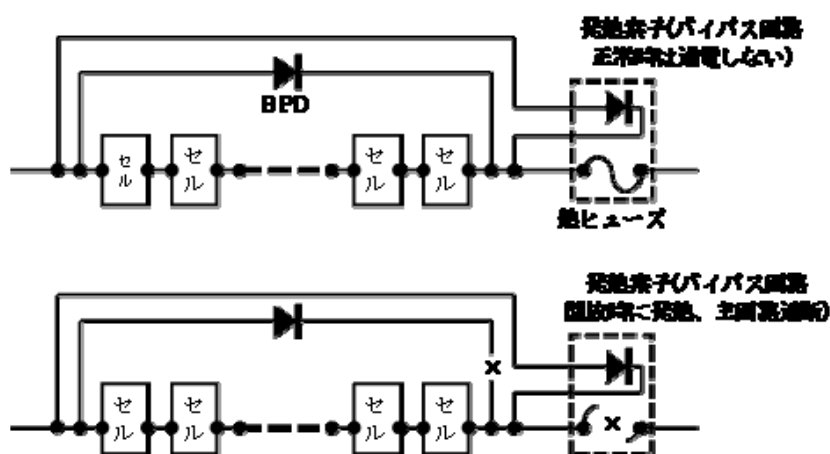 発熱素子(バイパス回路
正常時は通電しない)
BPD
セル
セル
セル
セル
熱ヒューズ
発熱素子(バイパス回路
開放時に発熱、主回路遮断)
×
セル
セル
セル
セル
×